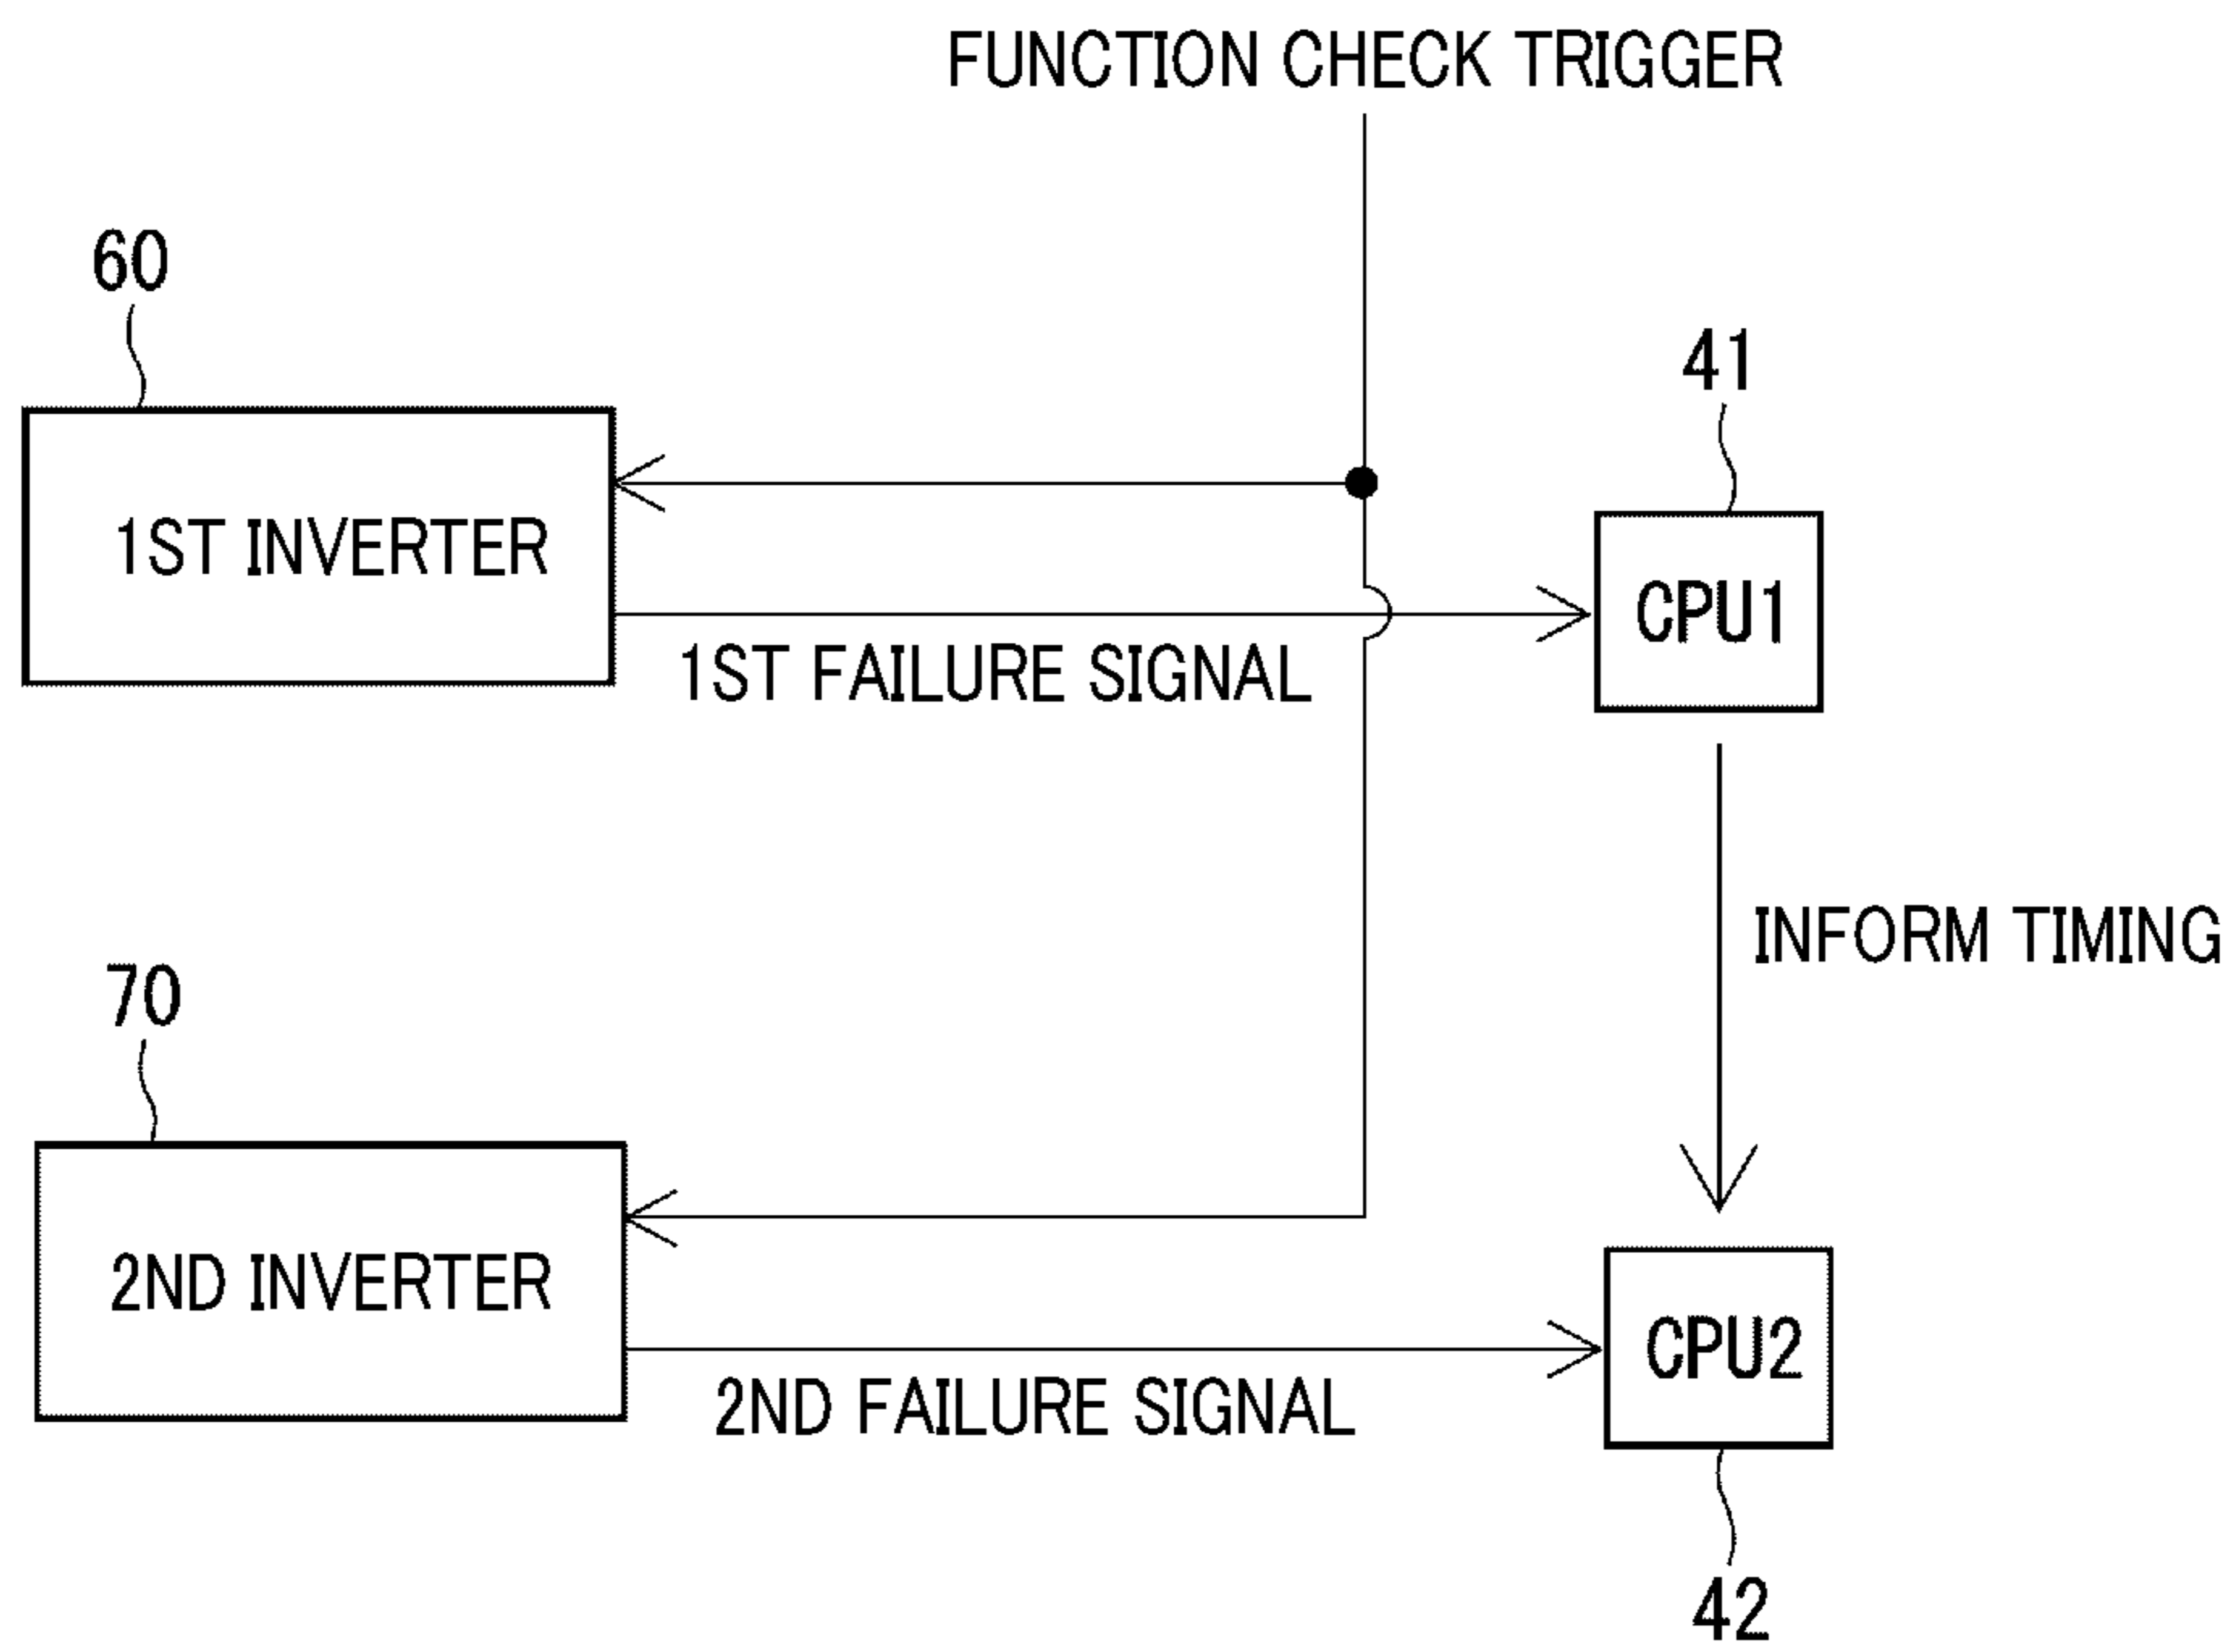 FUNCTION CHECK TRIGGER
60
41
1ST INVERTER
CPU1
1ST FAILURE SIGNAL
INFORM TIMING
70
2ND INVERTER
CPU2
2ND FAILURE SIGNAL
42